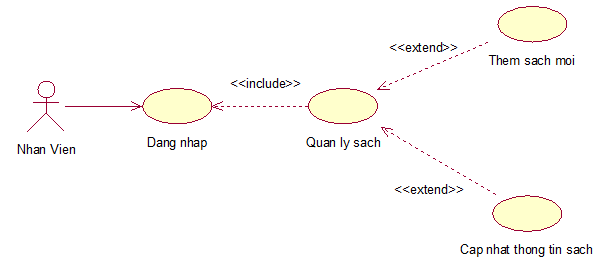 <<extend>>
Them sach moi
<<include>>
Nhan Vien
Dang nhap
Quan ly sach
<<extend>>
Cap nhat thong tin sach